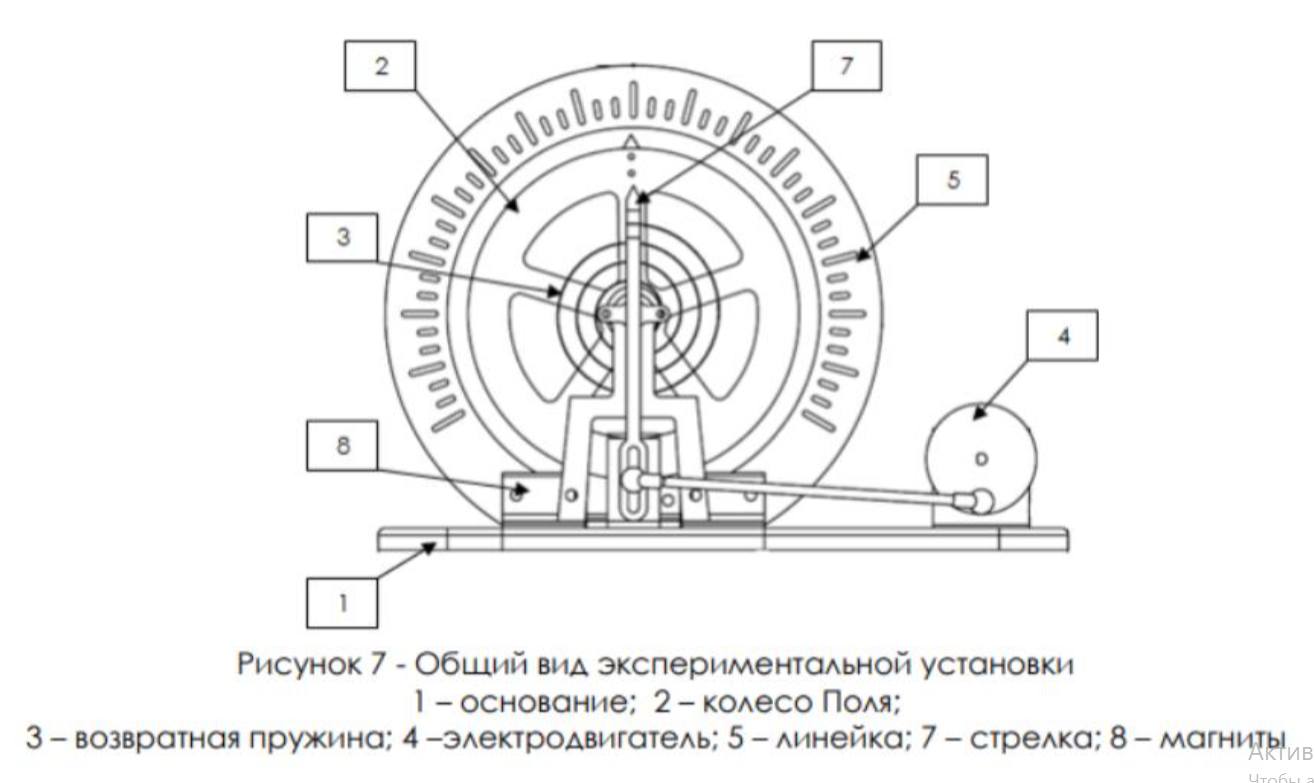 2
7
5
3
4
8
1
Рисунок 7 - Общий вид экспериментальной установки
1 – основание; 2 – колесо Поля;
3 – возвратная пружина; 4 –электродвигатель; 5 – линейка; 7 – стрелка; 8 – магниты
Актив
Чтобы а